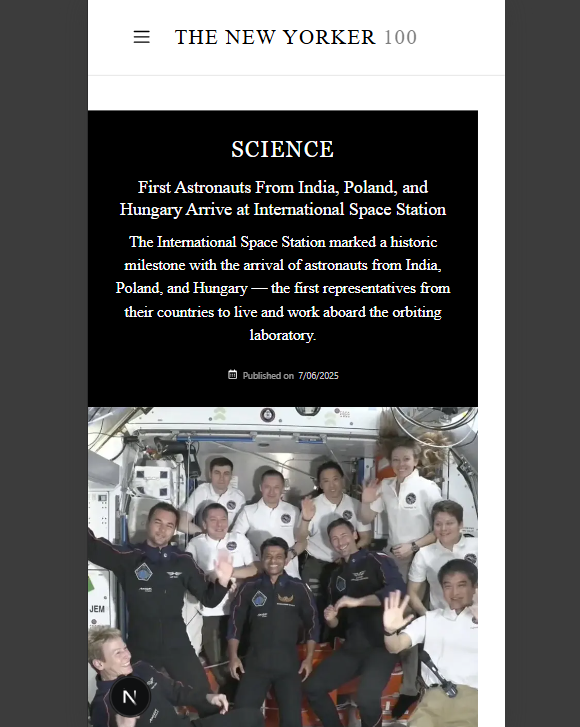 THE NEW YORKER 100
SCIENCE
First Astronauts From India, Poland, and
Hungary Arrive at International Space Station
The International Space Station marked a historic
milestone with the arrival of astronauts from India,
Poland, and Hungary — the first representatives from
their countries to live and work aboard the orbiting
laboratory.
Published on 7/06/2025
JEM
N